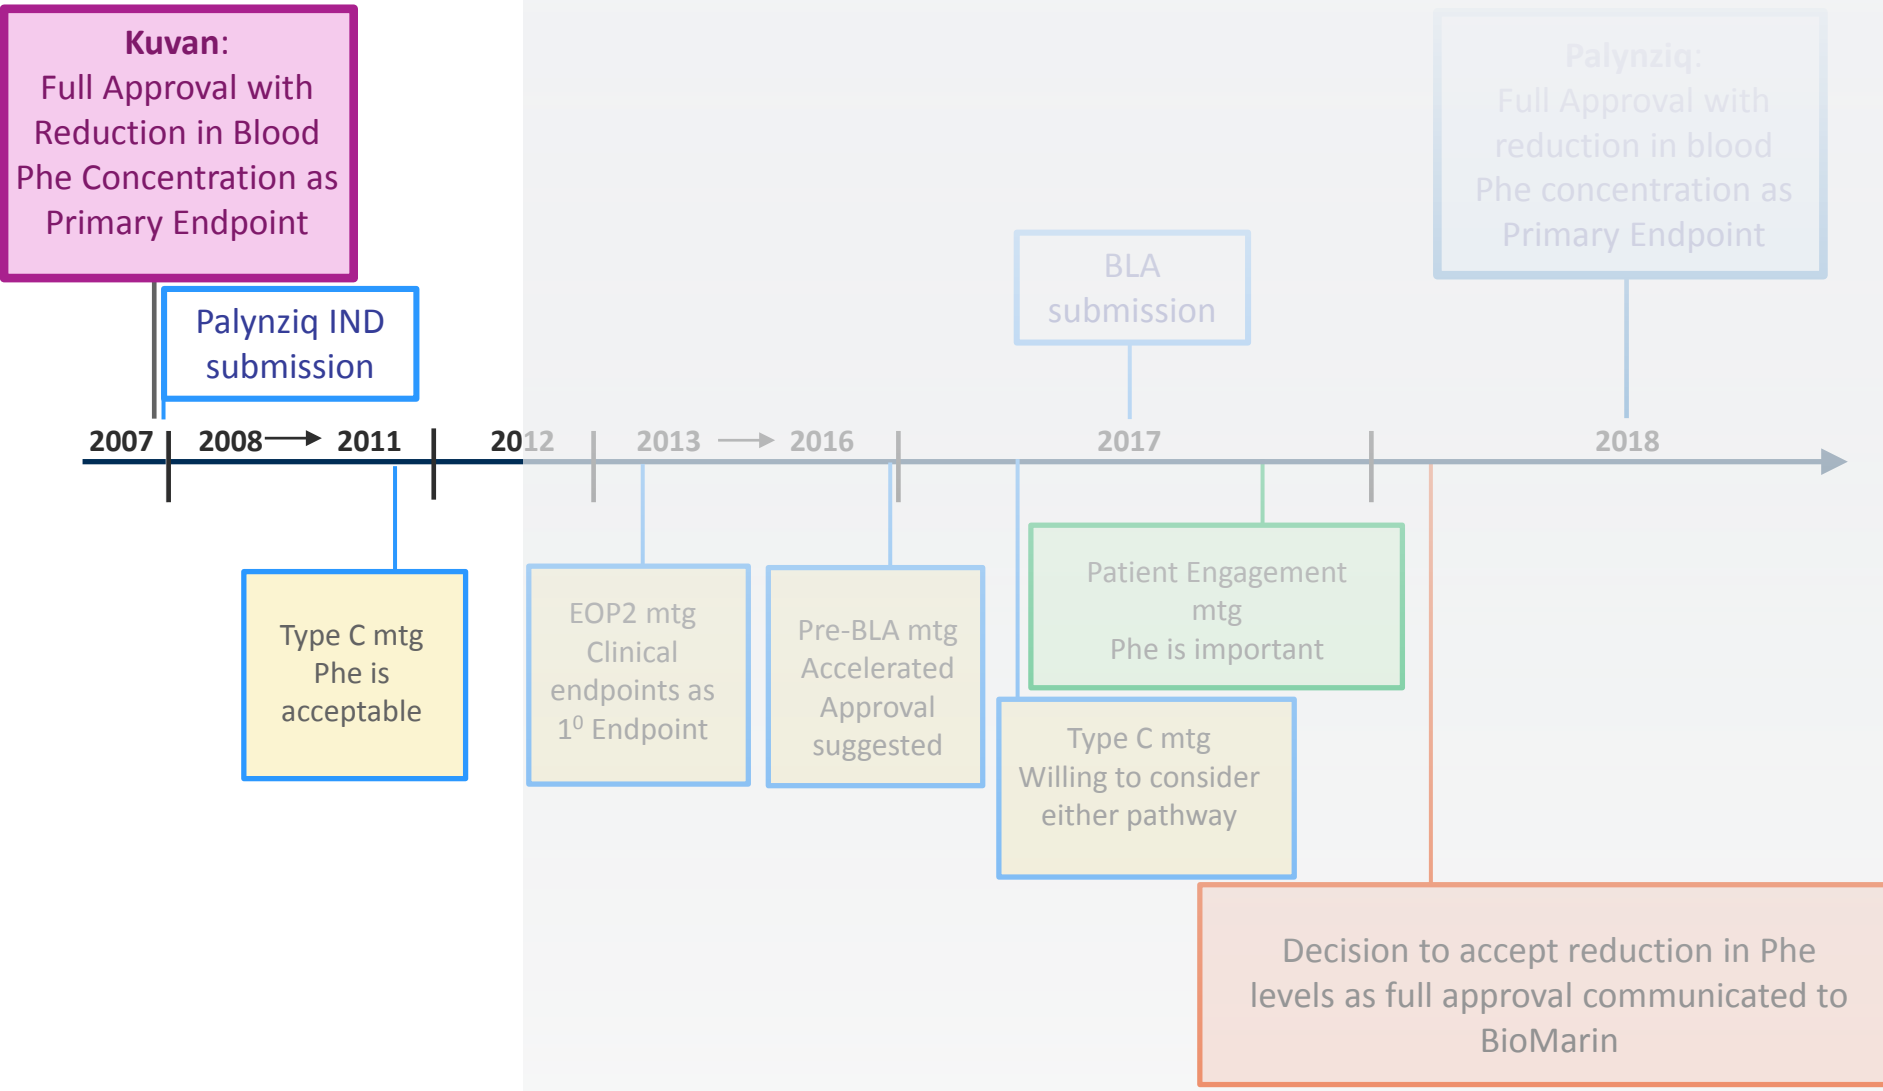 Kuvan:
Full Approval with
Reduction in Blood
Phe Concentration as
Primary Endpoint
Palynziq:
Full Approval with
reduction in blood
Phe concentration as
Primary Endpoint
BLA
submission
Palynziq IND
submission
2007 2008 2011 2012 2013 2016 2017 2018
Type C mtg
Phe is
acceptable
EOP2 mtg
Clinical
endpoints as
1⁰ Endpoint
Pre-BLA mtg
Accelerated
Approval
suggested
Patient Engagement
mtg
Phe is important
Type C mtg
Willing to consider
either pathway
Decision to accept reduction in Phe
levels as full approval communicated to
BioMarin